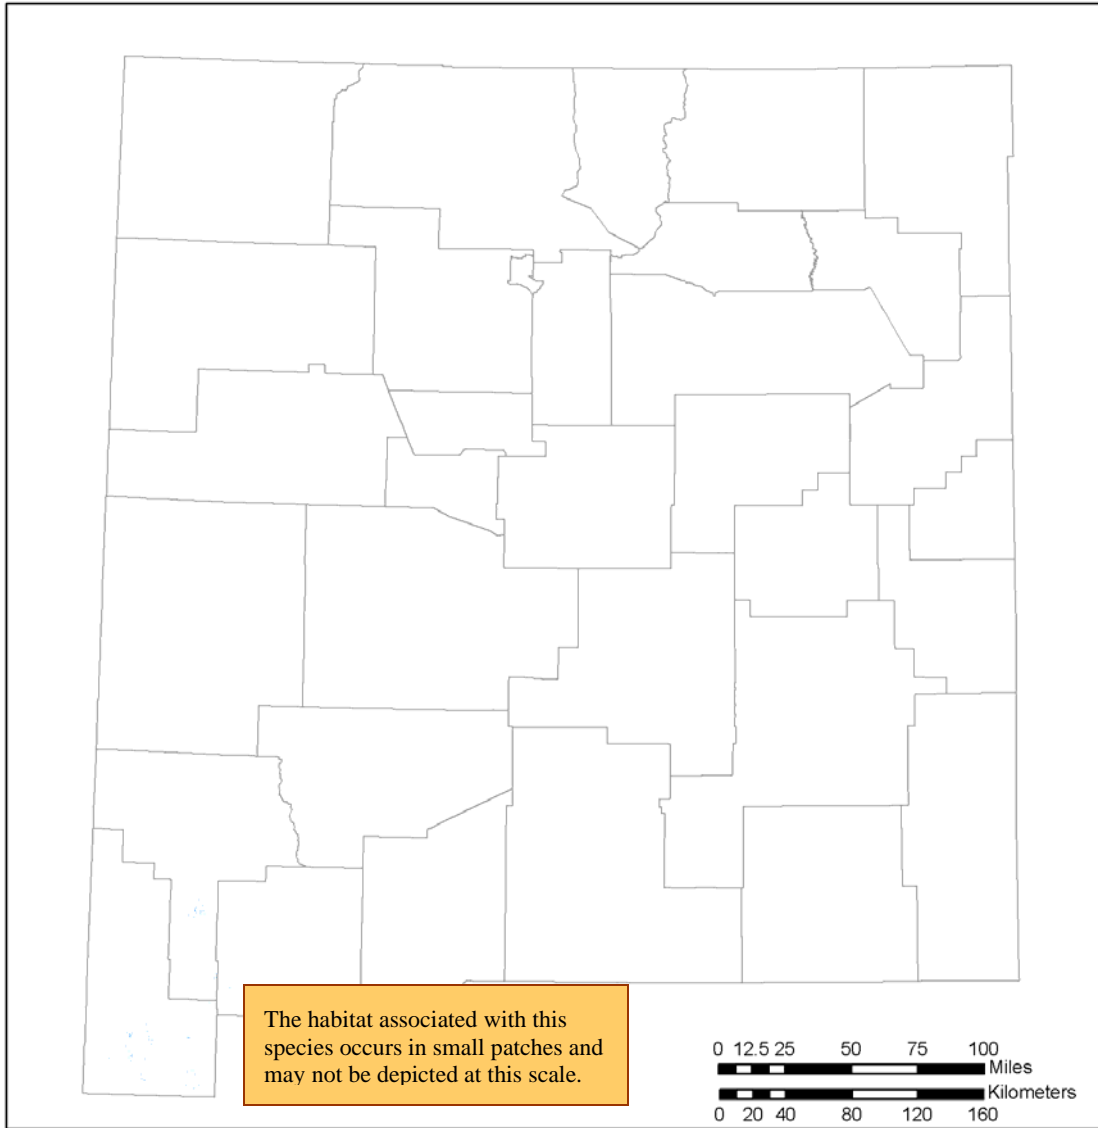 The habitat associated with this
species occurs in small patches and
may not be depicted at this scale.
0 12.5 25 50 75 100
Miles
Kilometers
0 20 40 80 120 160